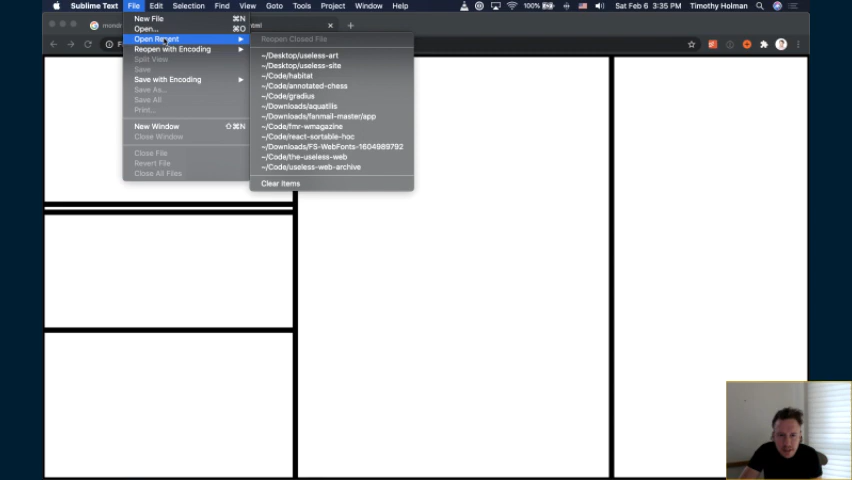 Sublime Text File Edit Selection Find View Goto Tools Project Window Help 100% Sat Feb 6 3:35 PM Timothy Holman
New File ⌘N
Open... ⌘O
Open Recent
Reopen with Encoding
Split View
Save
Save with Encoding
Save As...
Save All
Print...
New Window ⇧⌘N
Close Window
Close File
Revert File
Close All Files
Reopen Closed File
~/Desktop/useless-art
~/Desktop/useless-site
~/Code/habitat
~/Code/annotated-chess
~/Code/gradius
~/Downloads/aquatilis
~/Downloads/fanmail-master/app
~/Code/fmr-wmagazine
~/Code/react-sortable-hoc
~/Downloads/FS-WebFonts-1604989792
~/Code/the-useless-web
~/Code/useless-web-archive
Clear Items